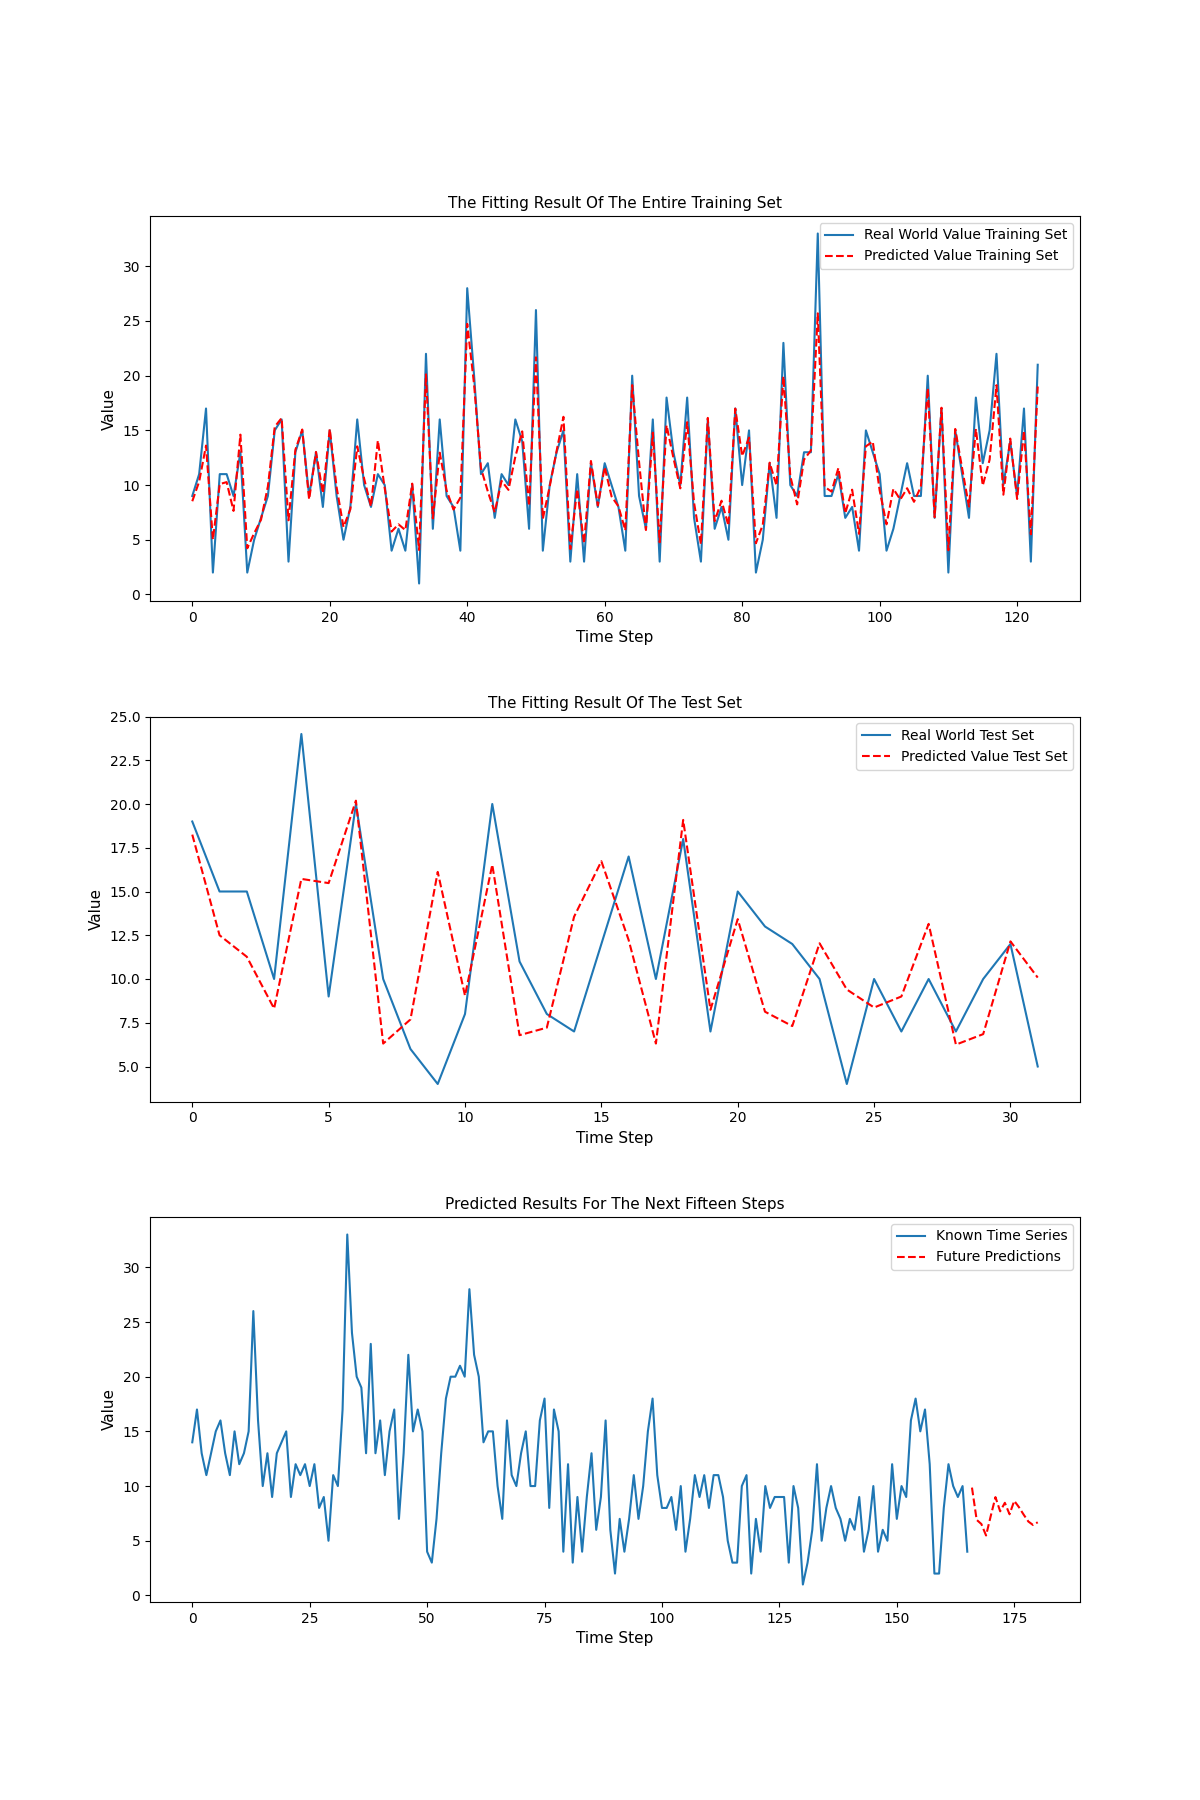 The Fitting Result Of The Entire Training Set
Real World Value Training Set
Predicted Value Training Set
Value
30
25
20
15
10
5
0
0 20 40 60 80 100 120
Time Step
The Fitting Result Of The Test Set
Real World Test Set
Predicted Value Test Set
Value
25.0
22.5
20.0
17.5
15.0
12.5
10.0
7.5
5.0
0 5 10 15 20 25 30
Time Step
Predicted Results For The Next Fifteen Steps
Known Time Series
Future Predictions
Value
30
25
20
15
10
5
0
0 25 50 75 100 125 150 175
Time Step